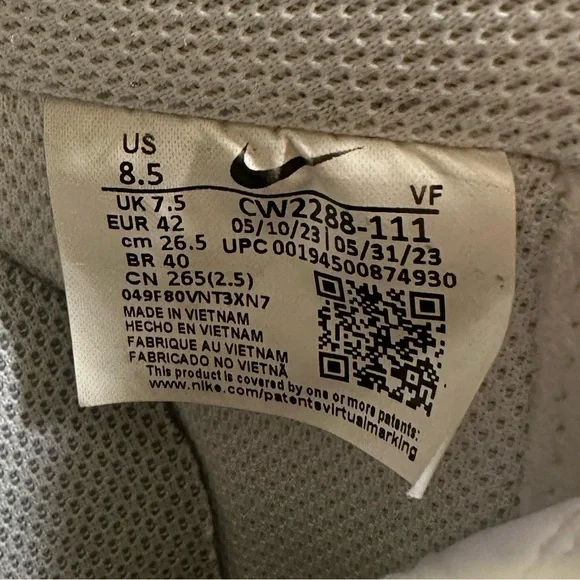 US
8.5
VF
UK 7.5
CW2288-111
EUR 42
05/10/23 | 05/31/23
cm 26.5
UPC 00194500874930
BR 40
CN 265(2.5)
049F80VNT3XN7
MADE IN VIETNAM
HECHO EN VIETNAM
FABRIQUE AU VIETNAM
FABRICADO NO VIETNÃ
This product is covered by one or more patents:
www.nike.com/patentsvirtualmarking